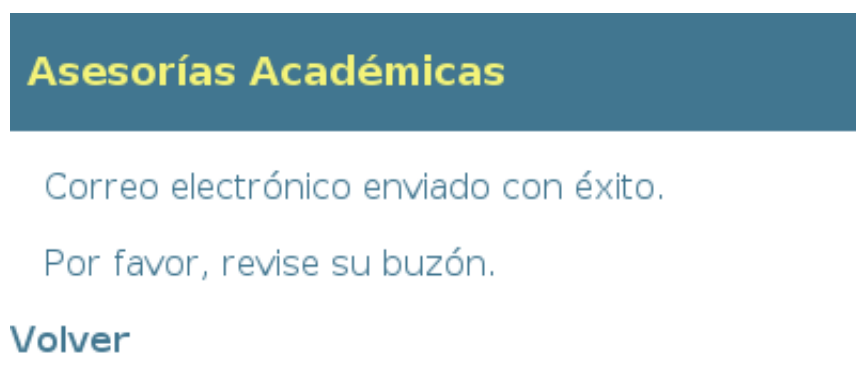 Asesorías Académicas
Correo electrónico enviado con éxito.
Por favor, revise su buzón.
Volver